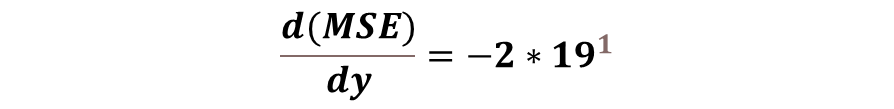 d(MSE)
dy
= −2 * 19¹